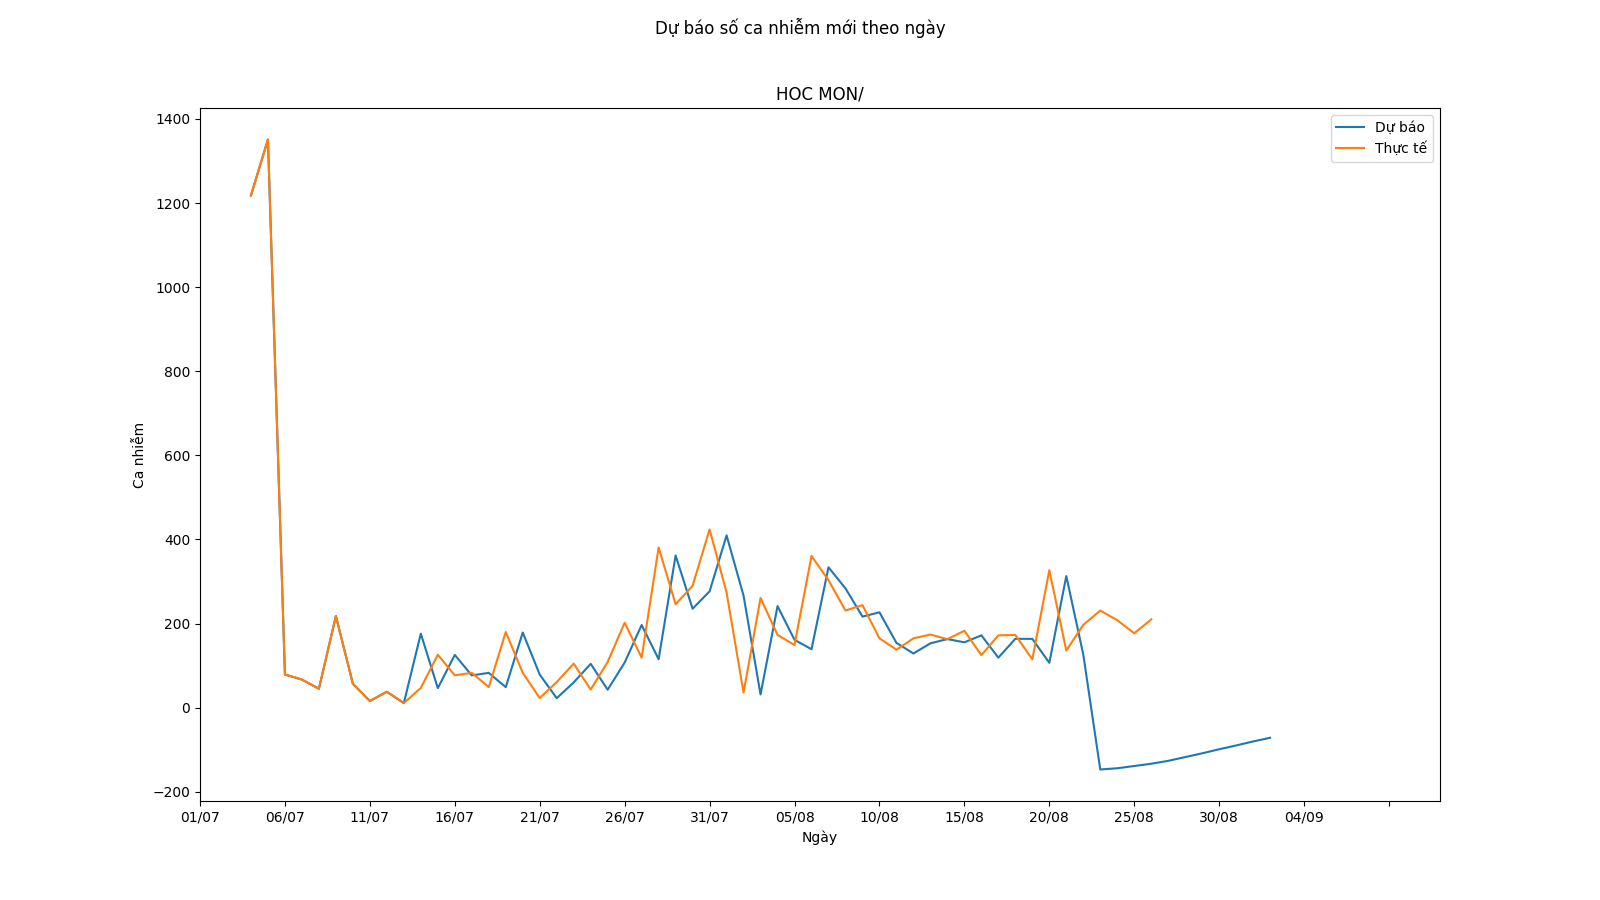 Dự báo số ca nhiễm mới theo ngày
HOC MON/
Dự báo
Thực tế
1400
1200
1000
800
600
400
200
0
−200
Ca nhiễm
01/07 06/07 11/07 16/07 21/07 26/07 31/07 05/08 10/08 15/08 20/08 25/08 30/08 04/09
Ngày